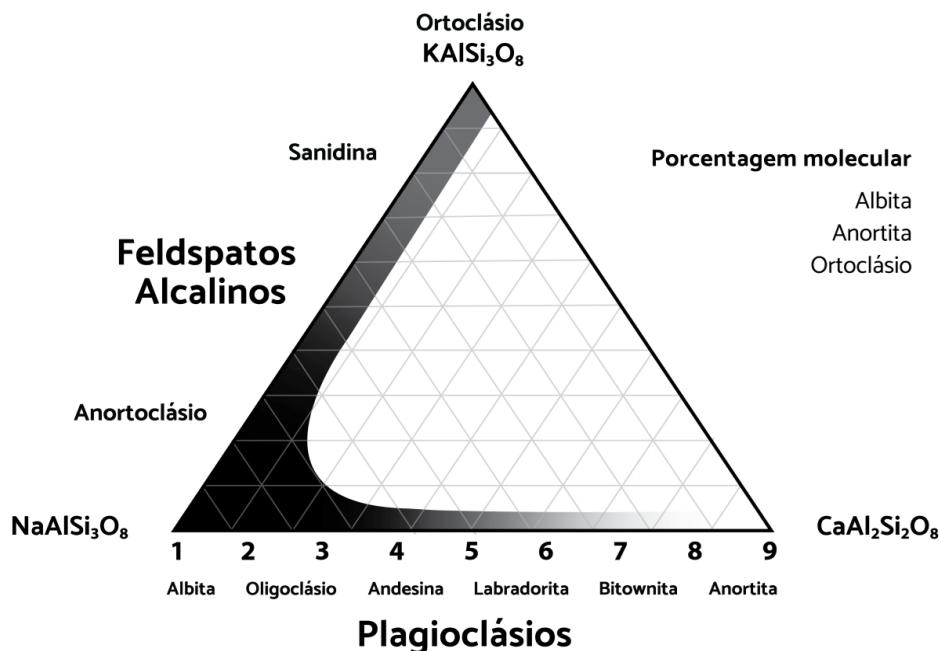 Ortoclásio
KAlSi₃O₈
Sanidina
Porcentagem molecular
Albita
Anortita
Ortoclásio
Feldspatos
Alcalinos
Anortoclásio
NaAlSi₃O₈
CaAl₂Si₂O₈
1 2 3 4 5 6 7 8 9
Albita Oligoclásio Andesina Labradorita Bitownita Anortita
Plagioclásios